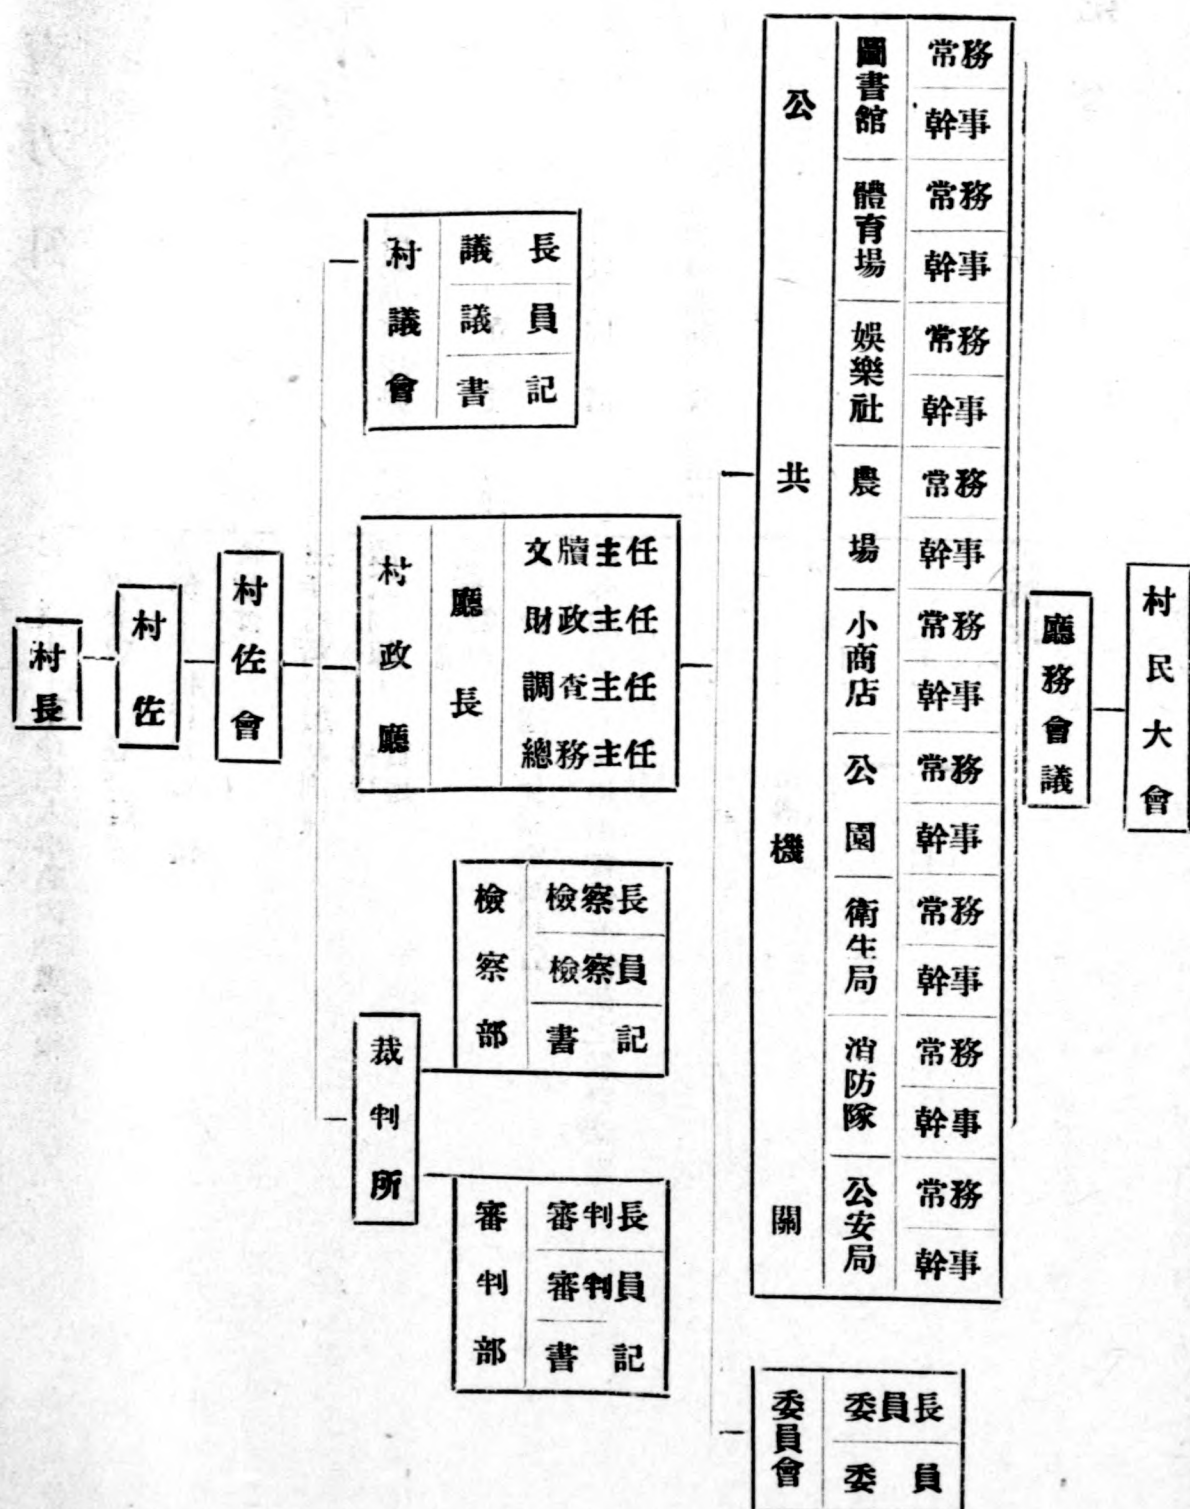 村長
村佐
村佐會
村議會
議長
議員
書記
村政廳
廳長
文牘主任
財政主任
調查主任
總務主任
裁判所
檢察部
檢察長
檢察員
書記
審判部
審判長
審判員
書記
公共機關
圖書館
常務
幹事
體育場
常務
幹事
娛樂社
常務
幹事
農場
常務
幹事
小商店
常務
幹事
公園
常務
幹事
衛生局
常務
幹事
消防隊
常務
幹事
公安局
常務
幹事
委員會
委員長
委員
廳務會議
村民大會